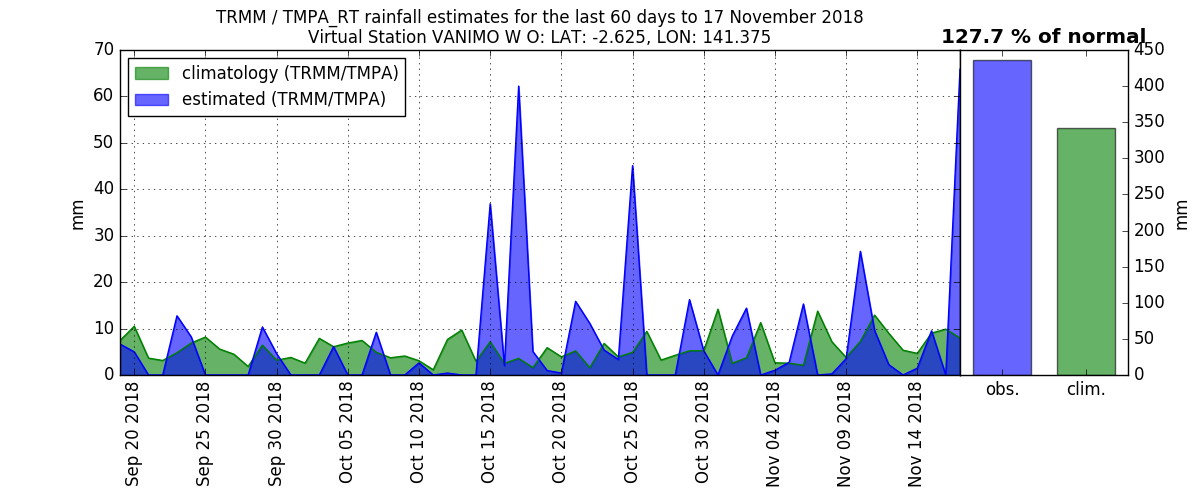 TRMM / TMPA_RT rainfall estimates for the last 60 days to 17 November 2018
Virtual Station VANIMO W O: LAT: -2.625, LON: 141.375
127.7 % of normal
climatology (TRMM/TMPA)
estimated (TRMM/TMPA)
mm
70
60
50
40
30
20
10
0
Sep 20 2018
Sep 25 2018
Sep 30 2018
Oct 05 2018
Oct 10 2018
Oct 15 2018
Oct 20 2018
Oct 25 2018
Oct 30 2018
Nov 04 2018
Nov 09 2018
Nov 14 2018
obs.
clim.
450
400
350
300
250
200
150
100
50
0
mm